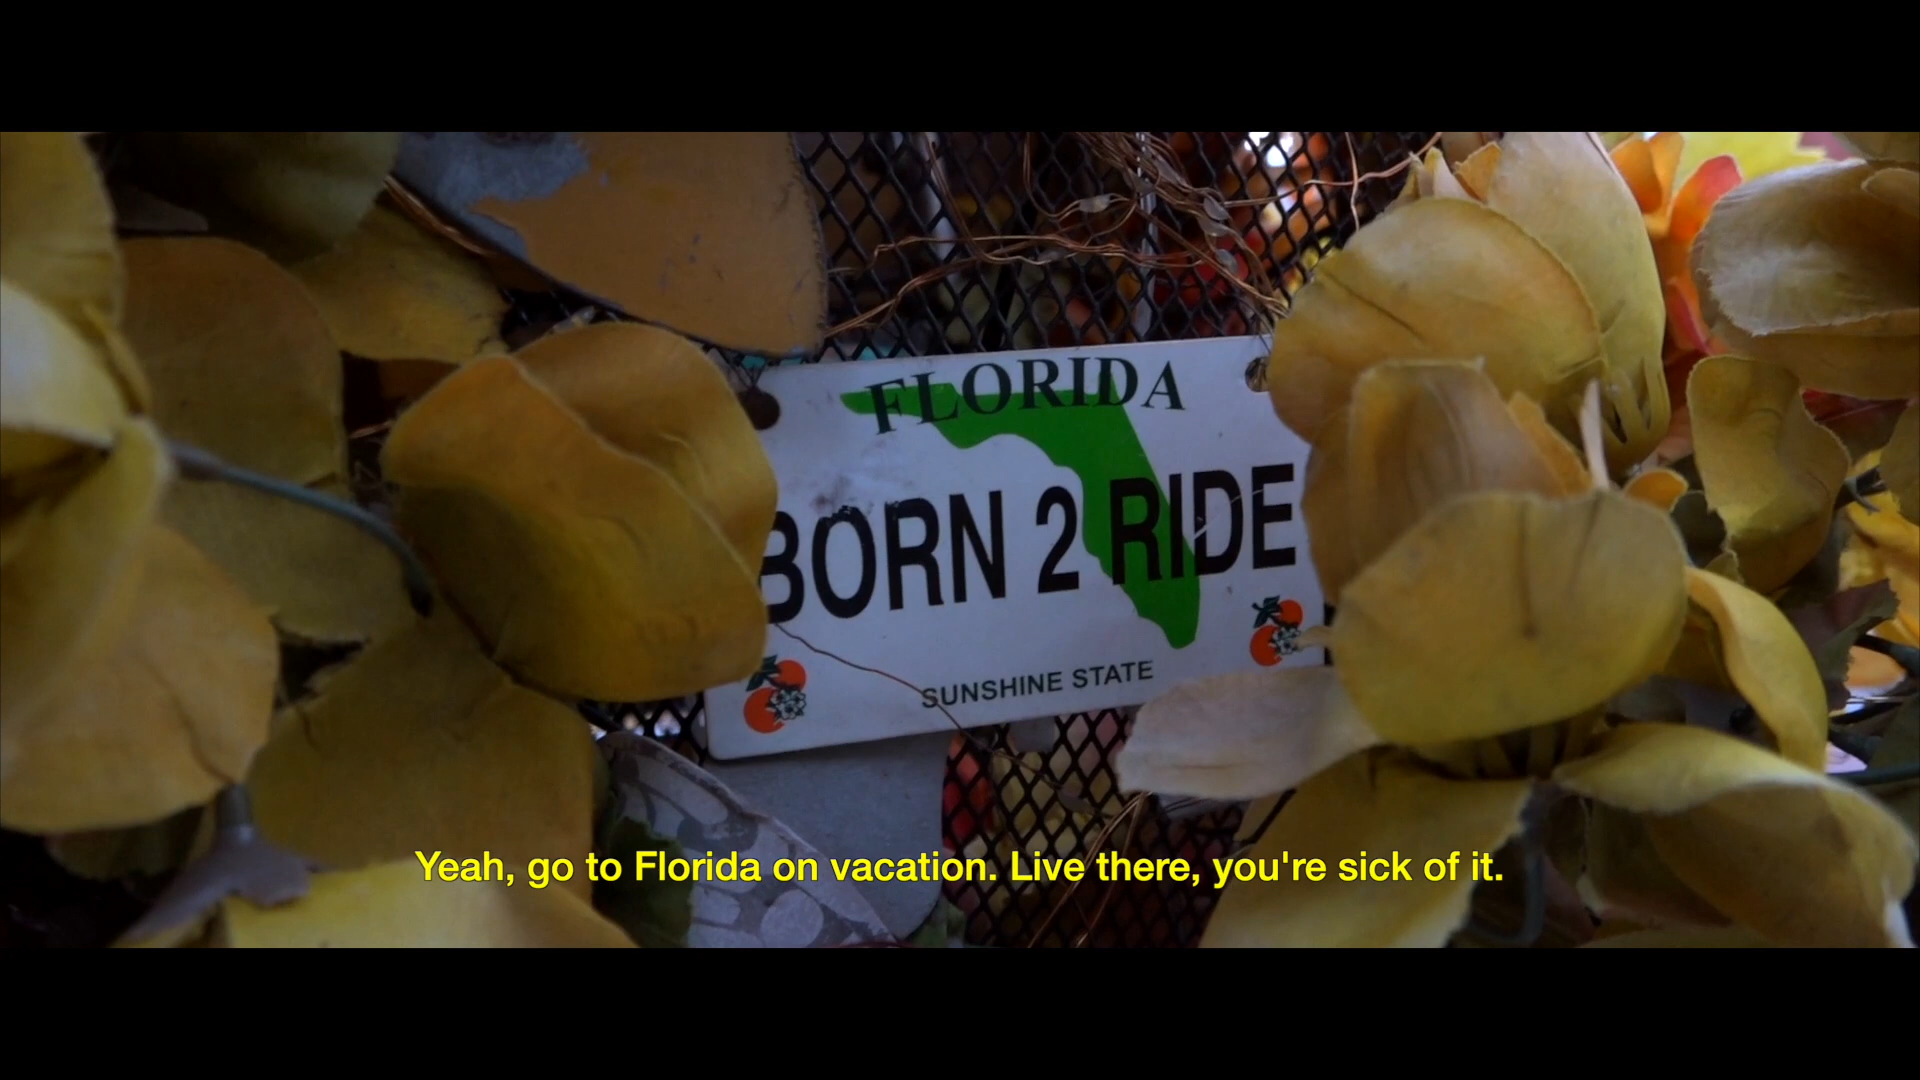 FLORIDA
BORN 2 RIDE
SUNSHINE STATE
Yeah, go to Florida on vacation. Live there, you're sick of it.